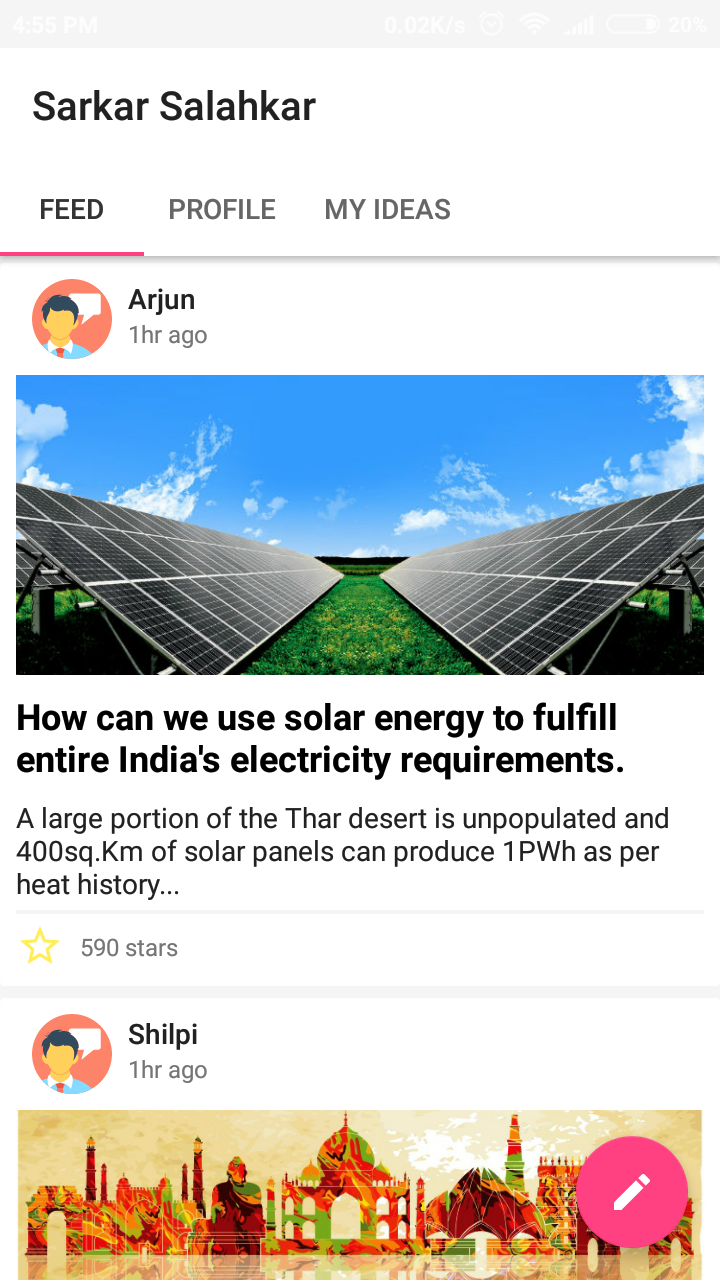 4:55 PM 0.02K/s 20%
Sarkar Salahkar
FEED PROFILE MY IDEAS
Arjun
1hr ago
How can we use solar energy to fulfill
entire India's electricity requirements.
A large portion of the Thar desert is unpopulated and
400sq.Km of solar panels can produce 1PWh as per
heat history...
590 stars
Shilpi
1hr ago